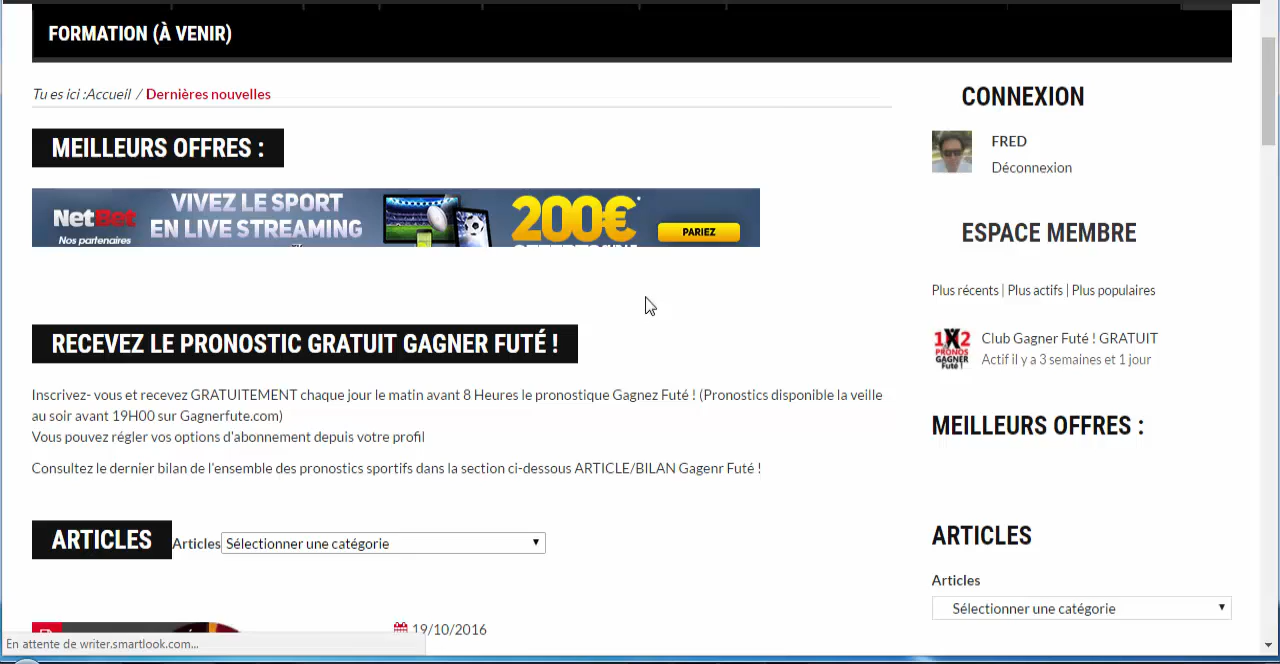 FORMATION (À VENIR)
Tu es ici :Accueil / Dernières nouvelles
MEILLEURS OFFRES :
NetBet
Nos partenaires
VIVEZ LE SPORT
EN LIVE STREAMING
200€*
PARIEZ
RECEVEZ LE PRONOSTIC GRATUIT GAGNER FUTÉ !
Inscrivez- vous et recevez GRATUITEMENT chaque jour le matin avant 8 Heures le pronostique Gagnez Futé ! (Pronostics disponible la veille
au soir avant 19H00 sur Gagnerfute.com)
Vous pouvez régler vos options d'abonnement depuis votre profil
Consultez le dernier bilan de l'ensemble des pronostics sportifs dans la section ci-dessous ARTICLE/BILAN Gagenr Futé !
ARTICLES
Articles Sélectionner une catégorie
19/10/2016
En attente de writer.smartlook.com...
CONNEXION
FRED
Déconnexion
ESPACE MEMBRE
Plus récents | Plus actifs | Plus populaires
1X2
PRONOS
GAGNER
Futé !
Club Gagner Futé ! GRATUIT
Actif il y a 3 semaines et 1 jour
MEILLEURS OFFRES :
ARTICLES
Articles
Sélectionner une catégorie